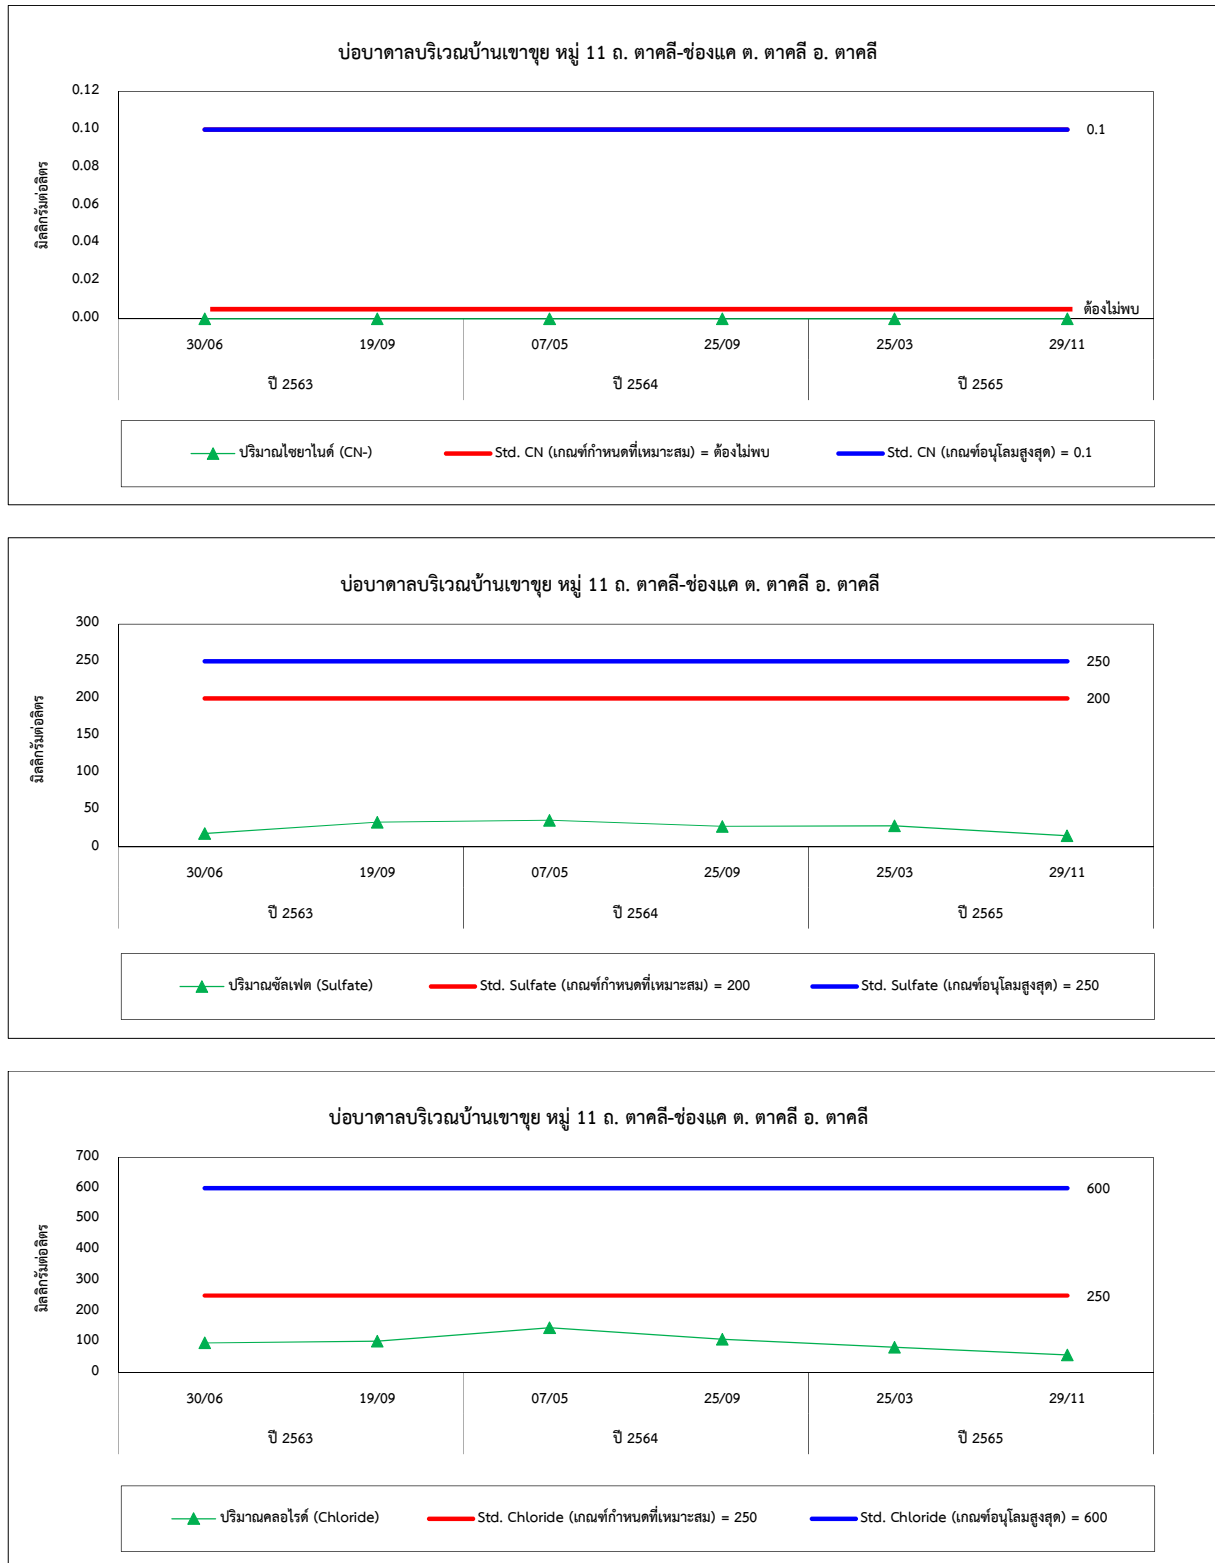 บ่อบาดาลบริเวณบ้านเขาขุย หมู่ 11 ถ. ตาคลี-ช่องแค ต. ตาคลี อ. ตาคลี
มิลลิกรัมต่อลิตร
0.12
0.10
0.08
0.06
0.04
0.02
0.00
0.1
ต้องไม่พบ
30/06 19/09 07/05 25/09 25/03 29/11
ปี 2563 ปี 2564 ปี 2565
ปริมาณไซยาไนด์ (CN-) Std. CN (เกณฑ์กำหนดที่เหมาะสม) = ต้องไม่พบ Std. CN (เกณฑ์อนุโลมสูงสุด) = 0.1
บ่อบาดาลบริเวณบ้านเขาขุย หมู่ 11 ถ. ตาคลี-ช่องแค ต. ตาคลี อ. ตาคลี
มิลลิกรัมต่อลิตร
300
250
200
150
100
50
0
250
200
30/06 19/09 07/05 25/09 25/03 29/11
ปี 2563 ปี 2564 ปี 2565
ปริมาณซัลเฟต (Sulfate) Std. Sulfate (เกณฑ์กำหนดที่เหมาะสม) = 200 Std. Sulfate (เกณฑ์อนุโลมสูงสุด) = 250
บ่อบาดาลบริเวณบ้านเขาขุย หมู่ 11 ถ. ตาคลี-ช่องแค ต. ตาคลี อ. ตาคลี
มิลลิกรัมต่อลิตร
700
600
500
400
300
200
100
0
600
250
30/06 19/09 07/05 25/09 25/03 29/11
ปี 2563 ปี 2564 ปี 2565
ปริมาณคลอไรด์ (Chloride) Std. Chloride (เกณฑ์กำหนดที่เหมาะสม) = 250 Std. Chloride (เกณฑ์อนุโลมสูงสุด) = 600